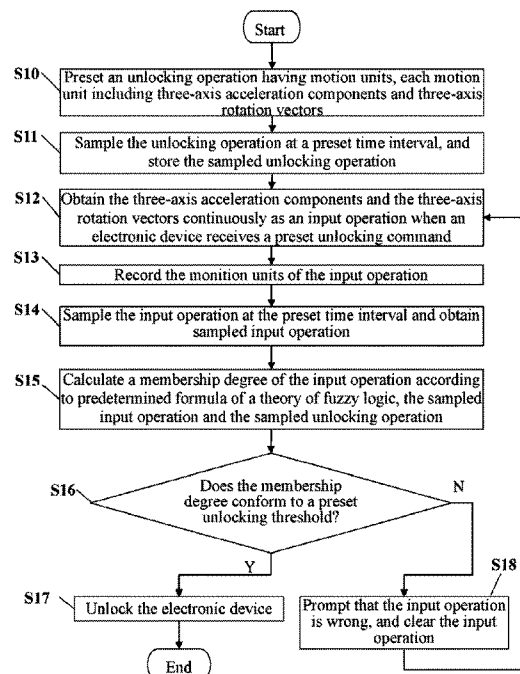 Start
S10
Preset an unlocking operation having motion units, each motion
unit including three-axis acceleration components and three-axis
rotation vectors
S11
Sample the unlocking operation at a preset time interval, and
store the sampled unlocking operation
S12
Obtain the three-axis acceleration components and the three-axis
rotation vectors continuously as an input operation when an
electronic device receives a preset unlocking command
S13
Record the monition units of the input operation
S14
Sample the input operation at the preset time interval and obtain
sampled input operation
S15
Calculate a membership degree of the input operation according
to predetermined formula of a theory of fuzzy logic, the sampled
input operation and the sampled unlocking operation
S16
Does the membership
degree conform to a preset
unlocking threshold?
N
Y
S17
Unlock the electronic device
S18
Prompt that the input operation
is wrong, and clear the input
operation
End